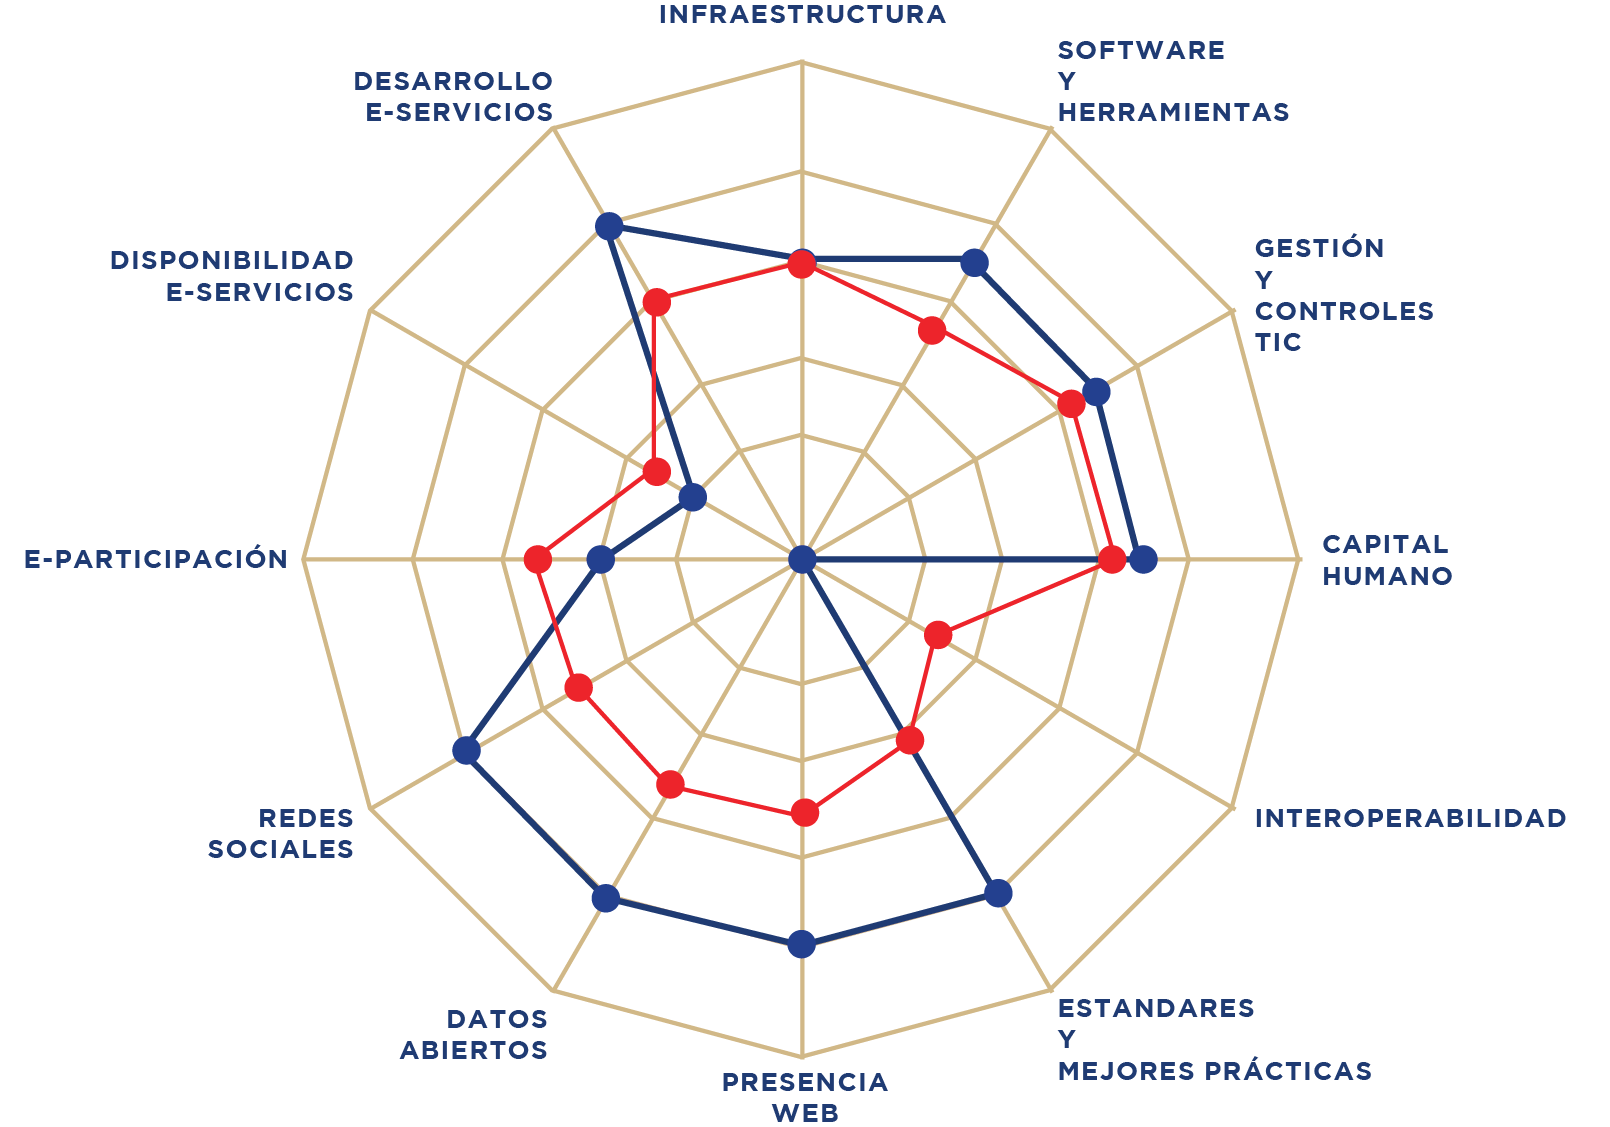 INFRAESTRUCTURA
SOFTWARE
Y
HERRAMIENTAS
GESTIÓN
Y
CONTROLES
TIC
CAPITAL
HUMANO
INTEROPERABILIDAD
ESTANDARES
Y
MEJORES PRÁCTICAS
PRESENCIA
WEB
DATOS
ABIERTOS
REDES
SOCIALES
E-PARTICIPACIÓN
DISPONIBILIDAD
E-SERVICIOS
DESARROLLO
E-SERVICIOS